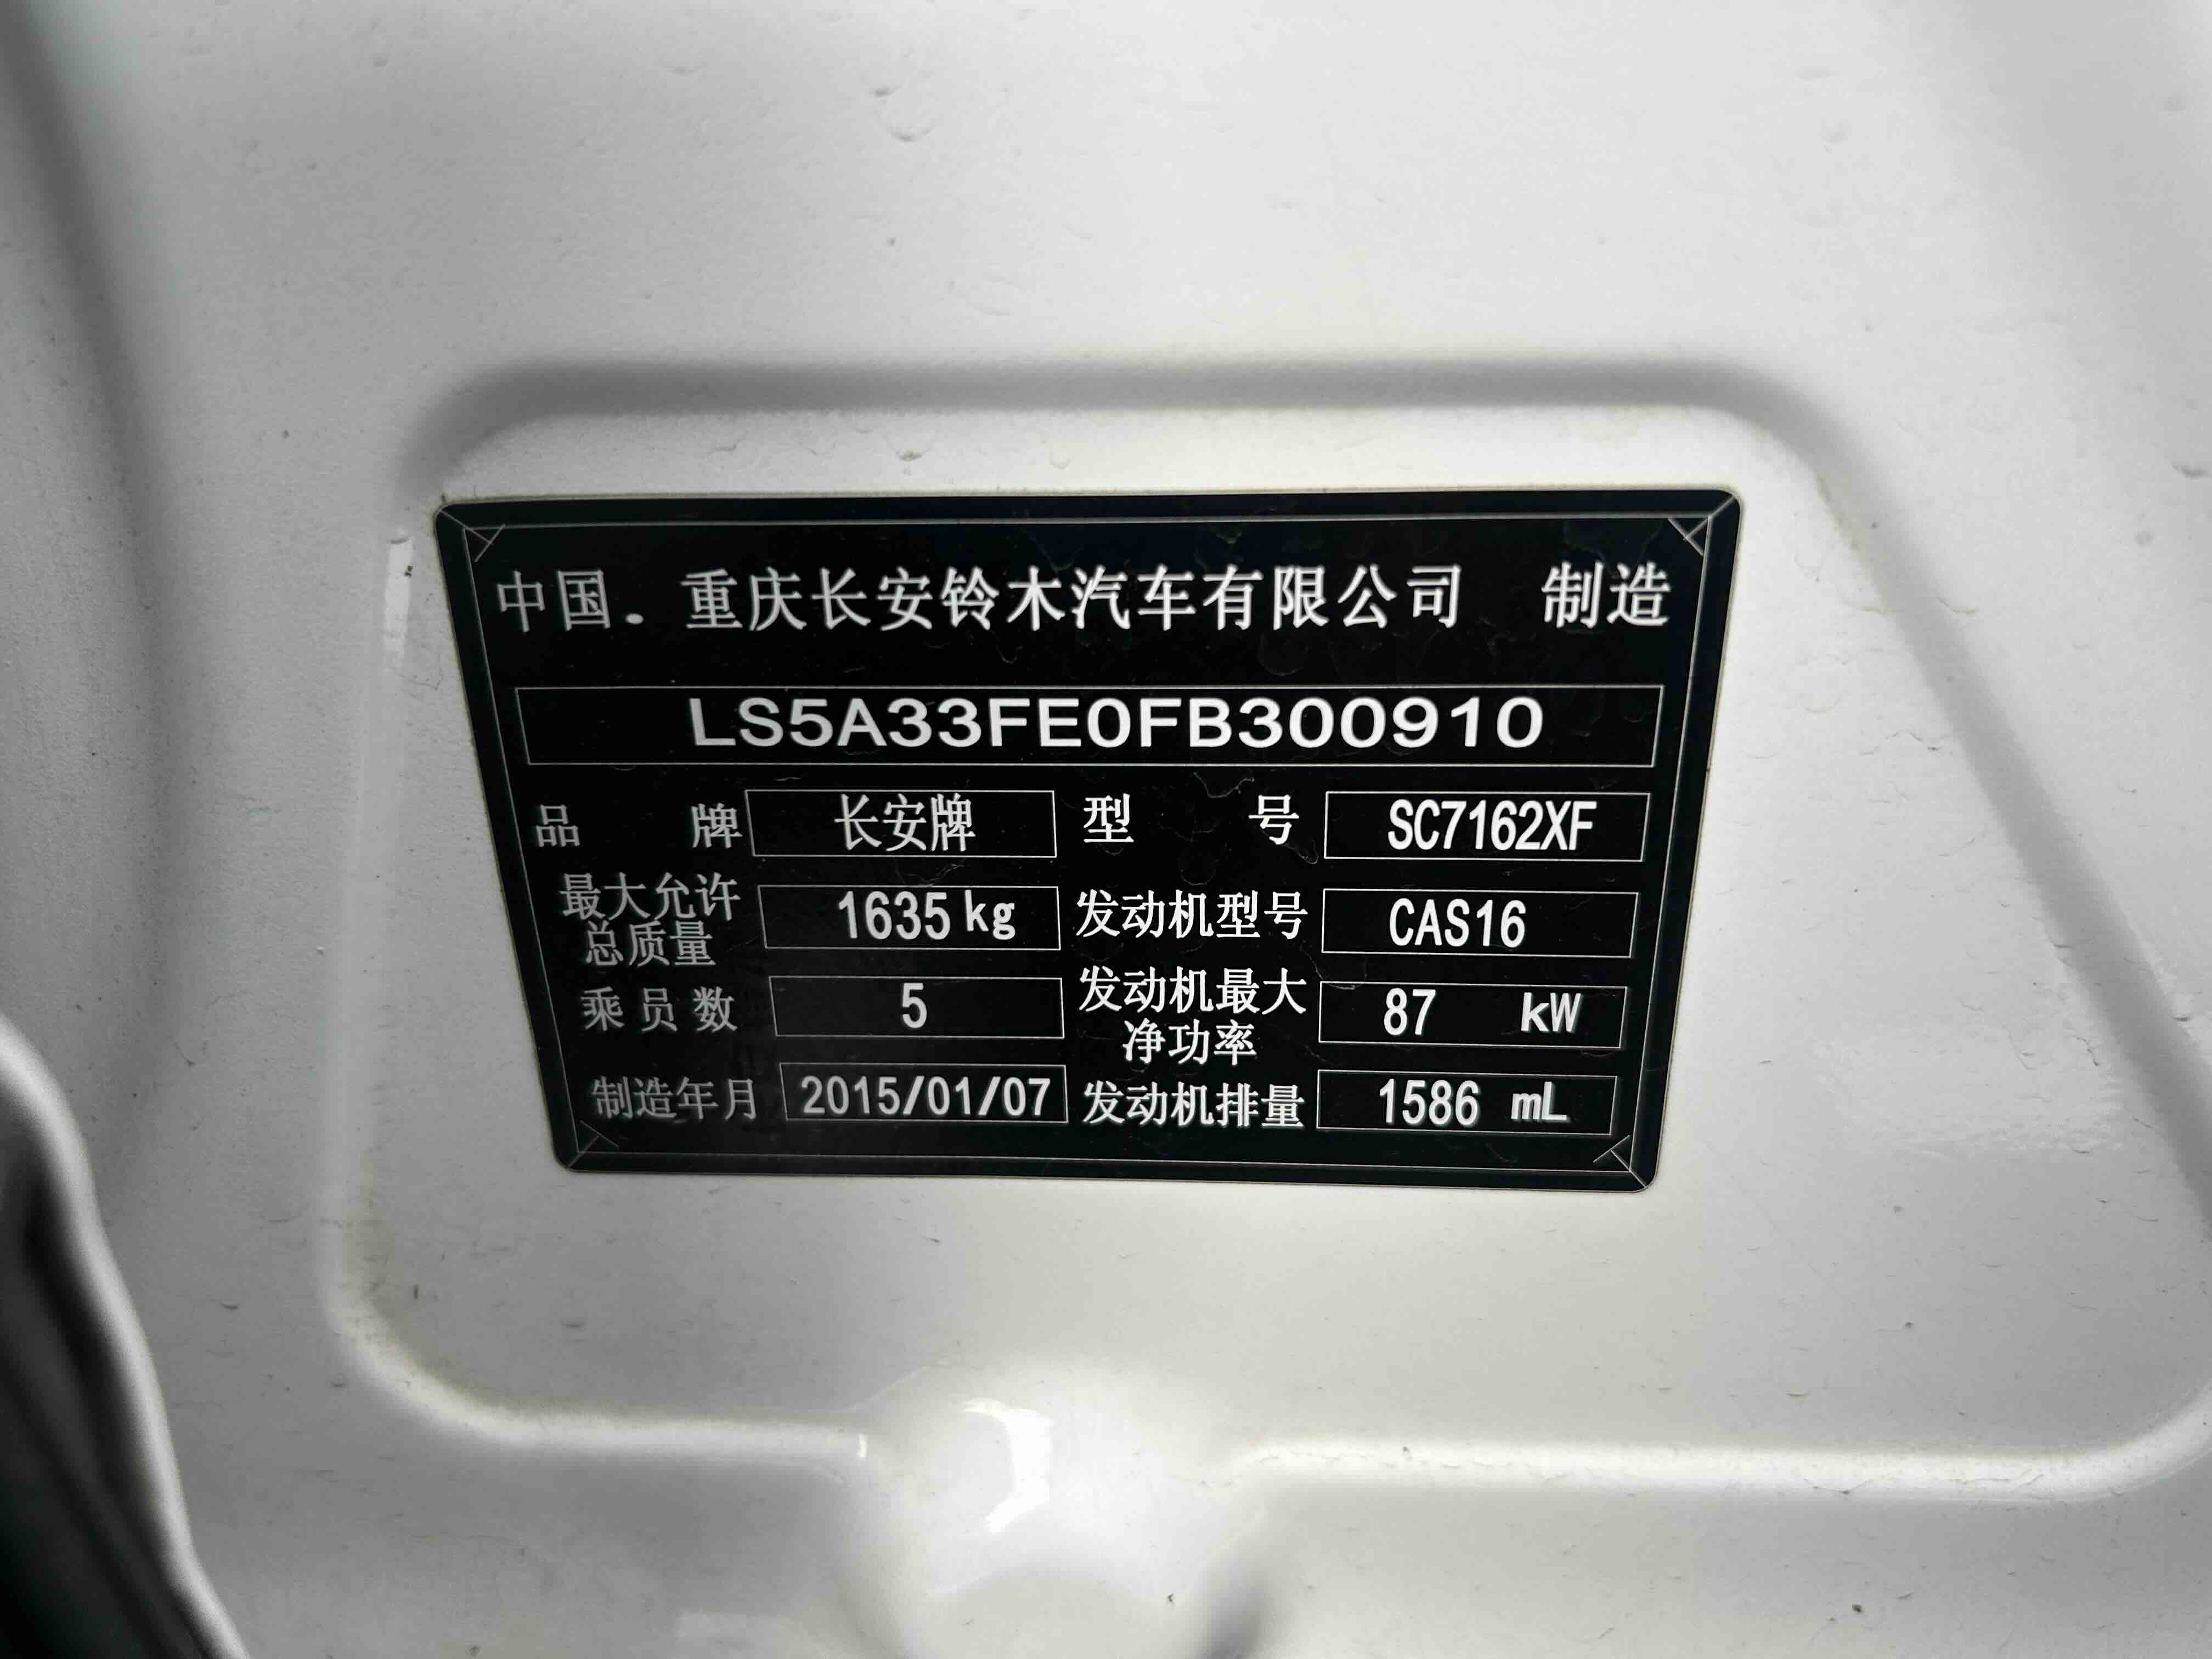 中国．重庆长安铃木汽车有限公司 制造
LS5A33FE0FB300910
品 牌 长安牌 型 号 SC7162XF
最大允许总质量 1635kg 发动机型号 CAS16
乘员数 5 发动机最大净功率 87 kW
制造年月 2015/01/07 发动机排量 1586 mL